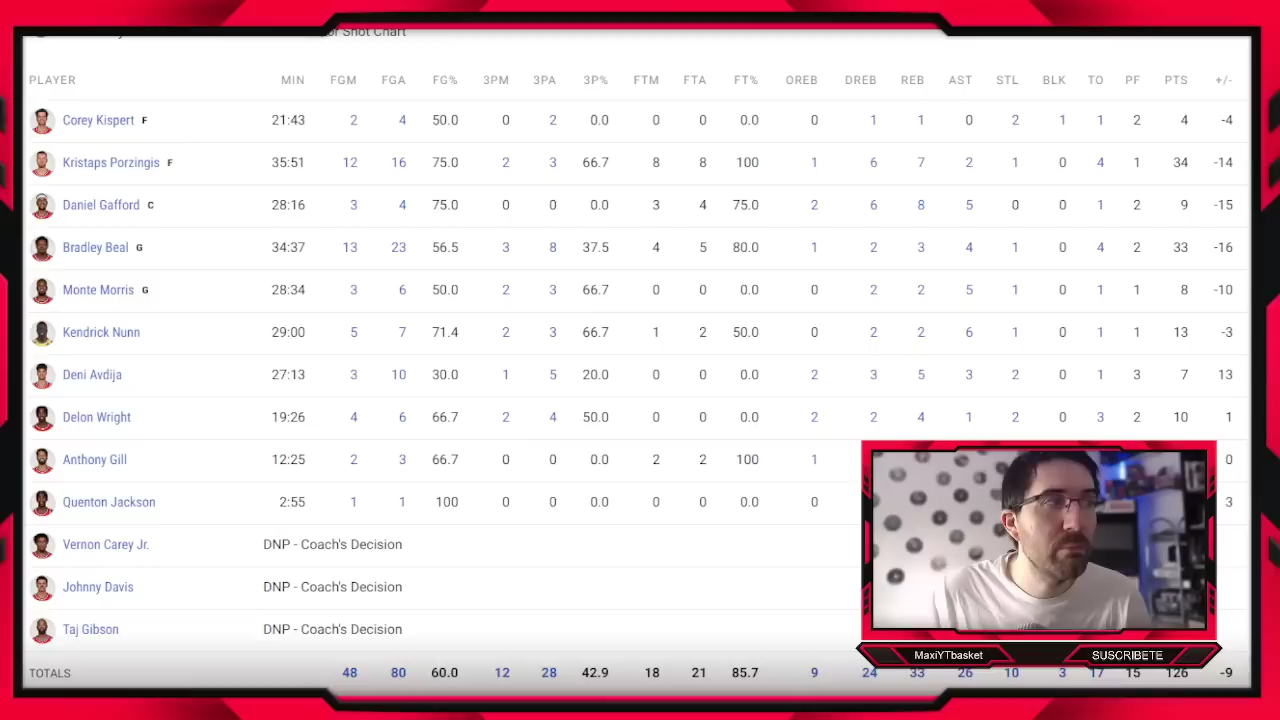 or Shot Chart
PLAYER MIN FGM FGA FG% 3PM 3PA 3P% FTM FTA FT% OREB DREB REB AST STL BLK TO PF PTS +/-
Corey Kispert F 21:43 2 4 50.0 0 2 0.0 0 0 0.0 0 1 1 0 2 1 1 2 4 -4
Kristaps Porzingis F 35:51 12 16 75.0 2 3 66.7 8 8 100 1 6 7 2 1 0 4 1 34 -14
Daniel Gafford C 28:16 3 4 75.0 0 0 0.0 3 4 75.0 2 6 8 5 0 0 1 2 9 -15
Bradley Beal G 34:37 13 23 56.5 3 8 37.5 4 5 80.0 1 2 3 4 1 0 4 2 33 -16
Monte Morris G 28:34 3 6 50.0 2 3 66.7 0 0 0.0 0 2 2 5 1 0 1 1 8 -10
Kendrick Nunn 29:00 5 7 71.4 2 3 66.7 1 2 50.0 0 2 2 6 1 0 1 1 13 -3
Deni Avdija 27:13 3 10 30.0 1 5 20.0 0 0 0.0 2 3 5 3 2 0 1 3 7 13
Delon Wright 19:26 4 6 66.7 2 4 50.0 0 0 0.0 2 2 4 1 2 0 3 2 10 1
Anthony Gill 12:25 2 3 66.7 0 0 0.0 2 2 100 1 0
Quenton Jackson 2:55 1 1 100 0 0 0.0 0 0 0.0 0 3
Vernon Carey Jr. DNP - Coach's Decision
Johnny Davis DNP - Coach's Decision
Taj Gibson DNP - Coach's Decision
TOTALS 48 80 60.0 12 28 42.9 18 21 85.7 9 24 33 26 10 3 17 15 126 -9
MaxiYTbasket
SUSCRIBETE